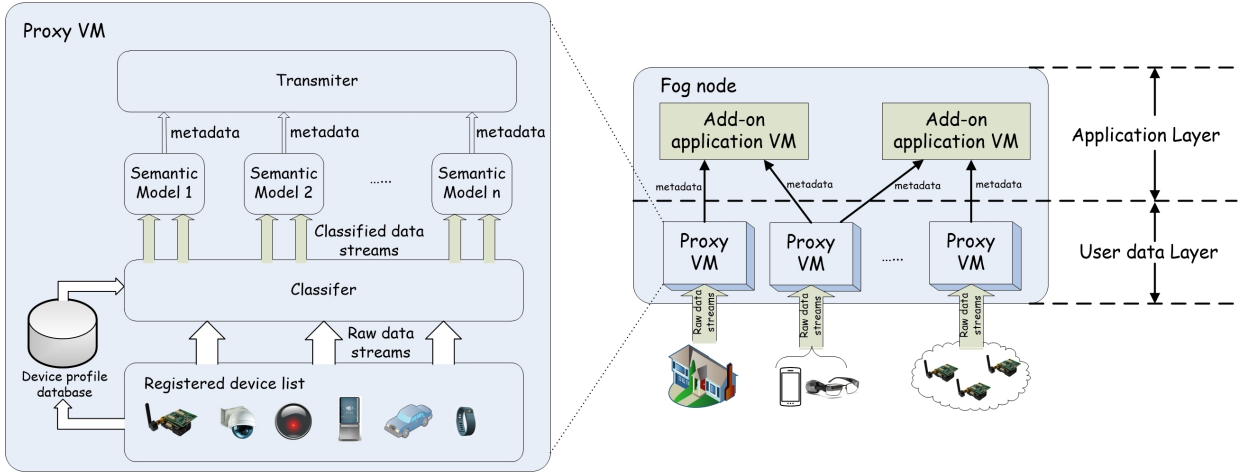 Proxy VM
Transmiter
metadata
metadata
metadata
Semantic
Model 1
Semantic
Model 2
......
Semantic
Model n
Classified data
streams
Classifer
Raw data
streams
Device profile
database
Registered device list
Fog node
Add-on
application VM
Add-on
application VM
Application Layer
metadata
metadata
metadata
metadata
Proxy
VM
Proxy
VM
......
Proxy
VM
User data Layer
Raw data
streams
Raw data
streams
Raw data
streams